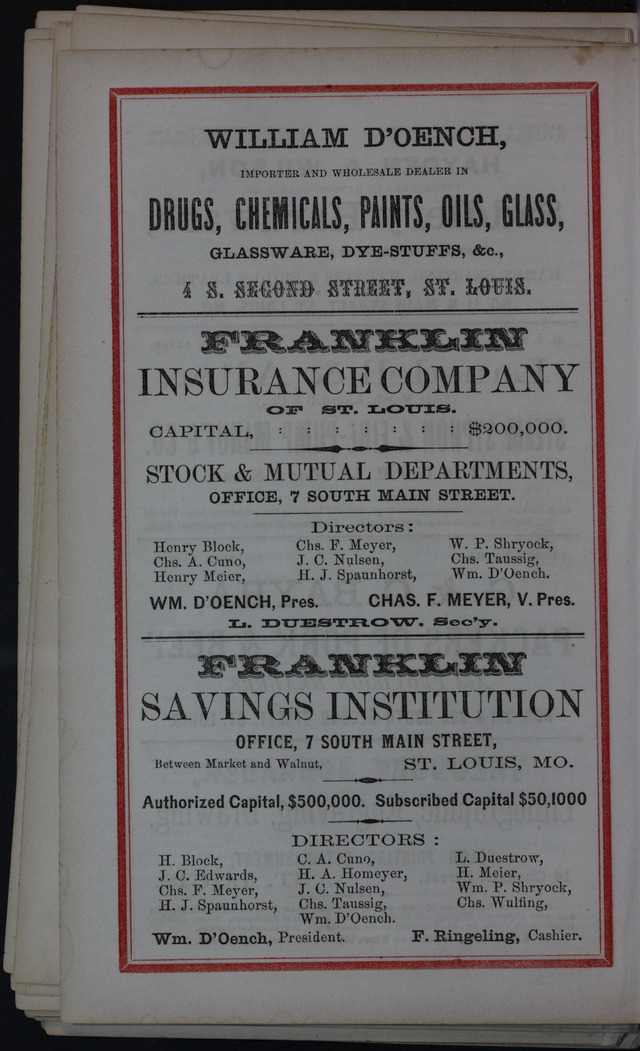 WILLIAM D'OENCH,
IMPORTER AND WHOLESALE DEALER IN
DRUGS, CHEMICALS, PAINTS, OILS, GLASS,
GLASSWARE, DYE-STUFFS, &c.,
4 S. SECOND STREET, ST. LOUIS.
FRANKLIN
INSURANCE COMPANY
OF ST. LOUIS.
CAPITAL, : : : : : : : $200,000.
STOCK & MUTUAL DEPARTMENTS,
OFFICE, 7 SOUTH MAIN STREET.
Directors:
Henry Block, Chs. F. Meyer, W. P. Shryock,
Chs. A. Cuno, J. C. Nulsen, Chs. Taussig,
Henry Meier, H. J. Spaunhorst, Wm. D'Oench.
WM. D'OENCH, Pres. CHAS. F. MEYER, V. Pres.
L. DUESTROW. Sec'y.
FRANKLIN
SAVINGS INSTITUTION
OFFICE, 7 SOUTH MAIN STREET,
Between Market and Walnut, ST. LOUIS, MO.
Authorized Capital, $500,000. Subscribed Capital $50,1000
DIRECTORS :
H. Block, C. A. Cuno, L. Duestrow,
J. C. Edwards, H. A. Homeyer, H. Meier,
Chs. F. Meyer, J. C. Nulsen, Wm. P. Shryock,
H. J. Spaunhorst, Chs. Taussig, Chs. Wulfing,
Wm. D'Oench.
Wm. D'Oench, President. F. Ringeling, Cashier.